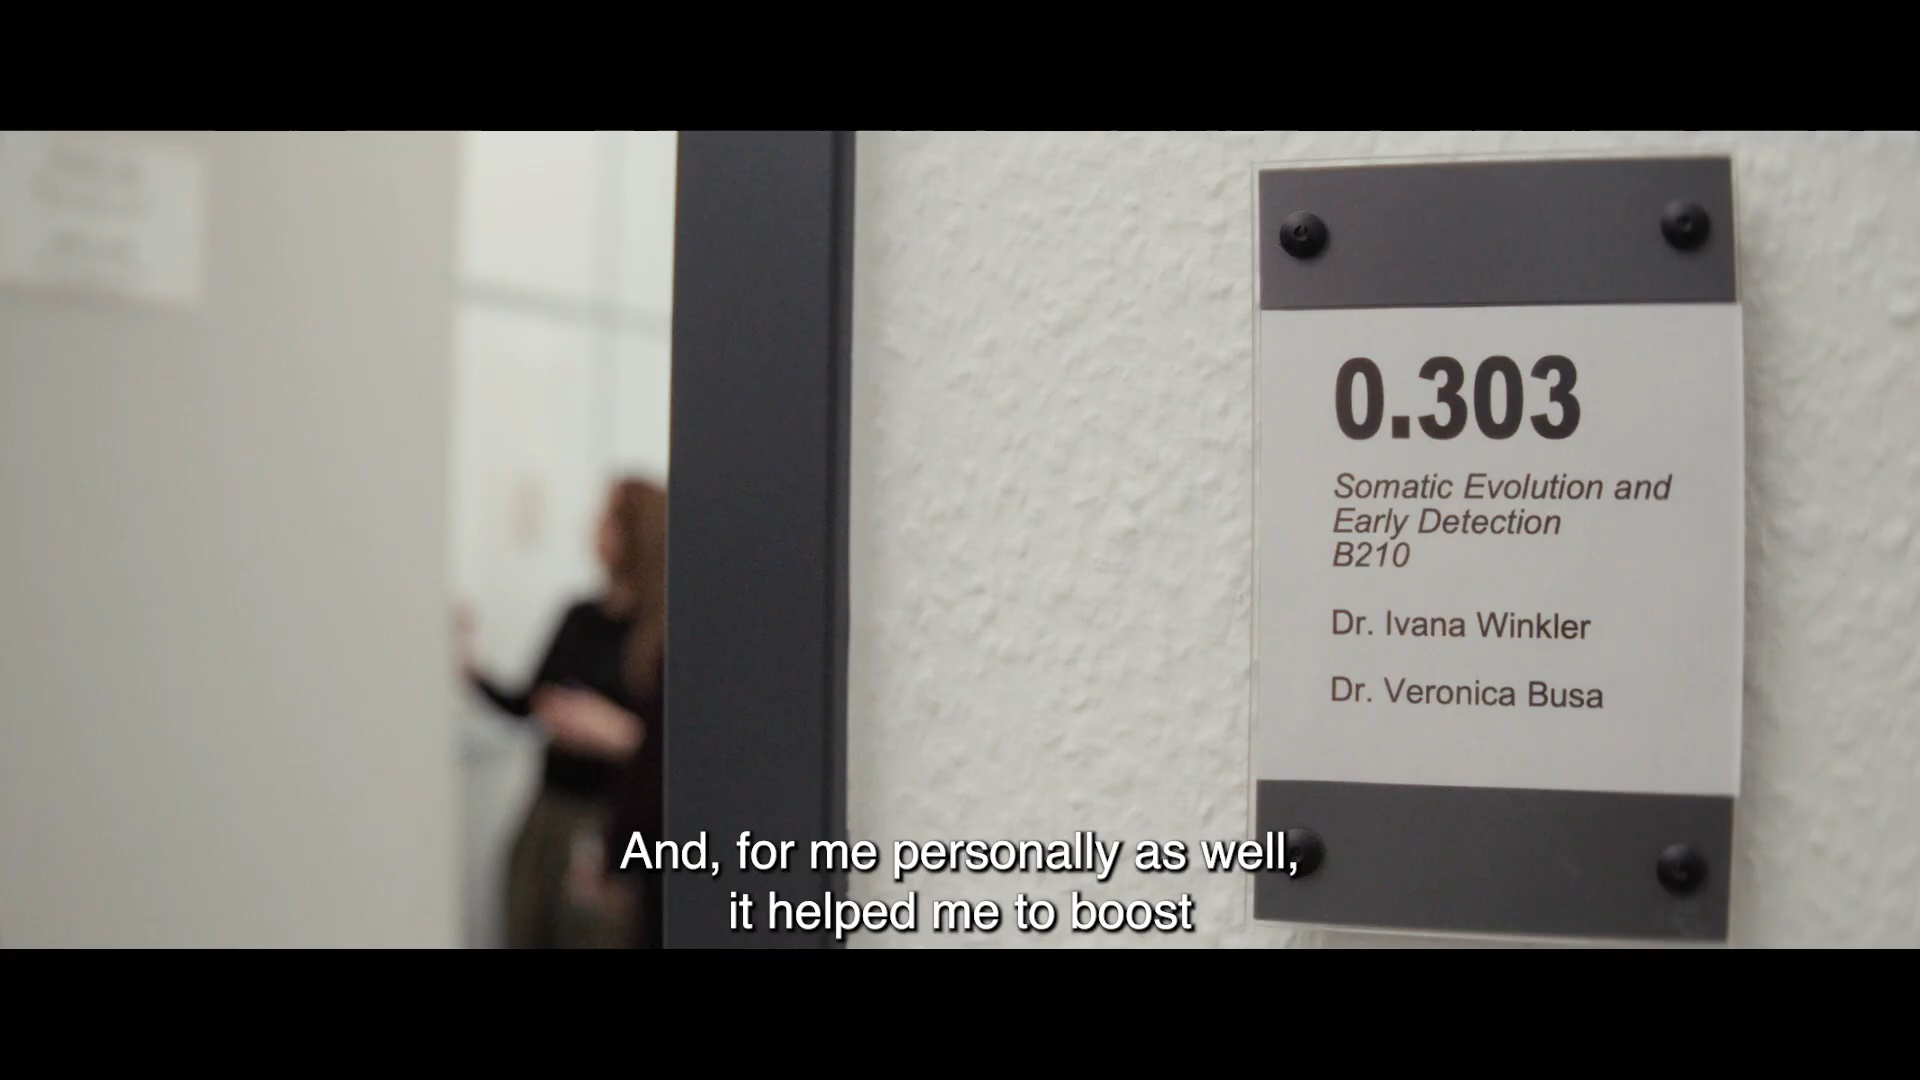 0.303
Somatic Evolution and
Early Detection
B210
Dr. Ivana Winkler
Dr. Veronica Busa
And, for me personally as well,
it helped me to boost